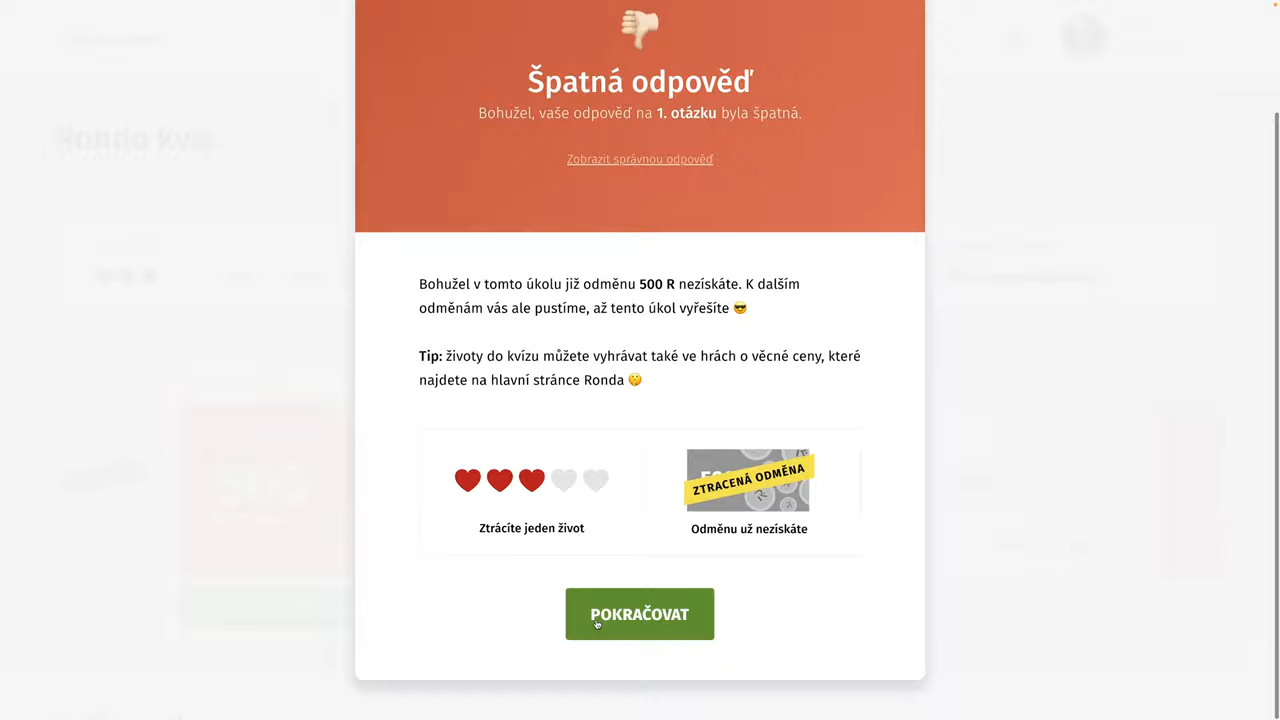 Špatná odpověď
Bohužel, vaše odpověď na 1. otázku byla špatná.
Zobrazit správnou odpověď
Bohužel v tomto úkolu již odměnu 500 R nezískáte. K dalším
odměnám vás ale pustíme, až tento úkol vyřešíte 😎
Tip: životy do kvízu můžete vyhrávat také ve hrách o věcné ceny, které
najdete na hlavní stránce Ronda 🤫
ZTRACENÁ ODMĚNA
Ztrácíte jeden život
Odměnu už nezískáte
POKRAČOVAT